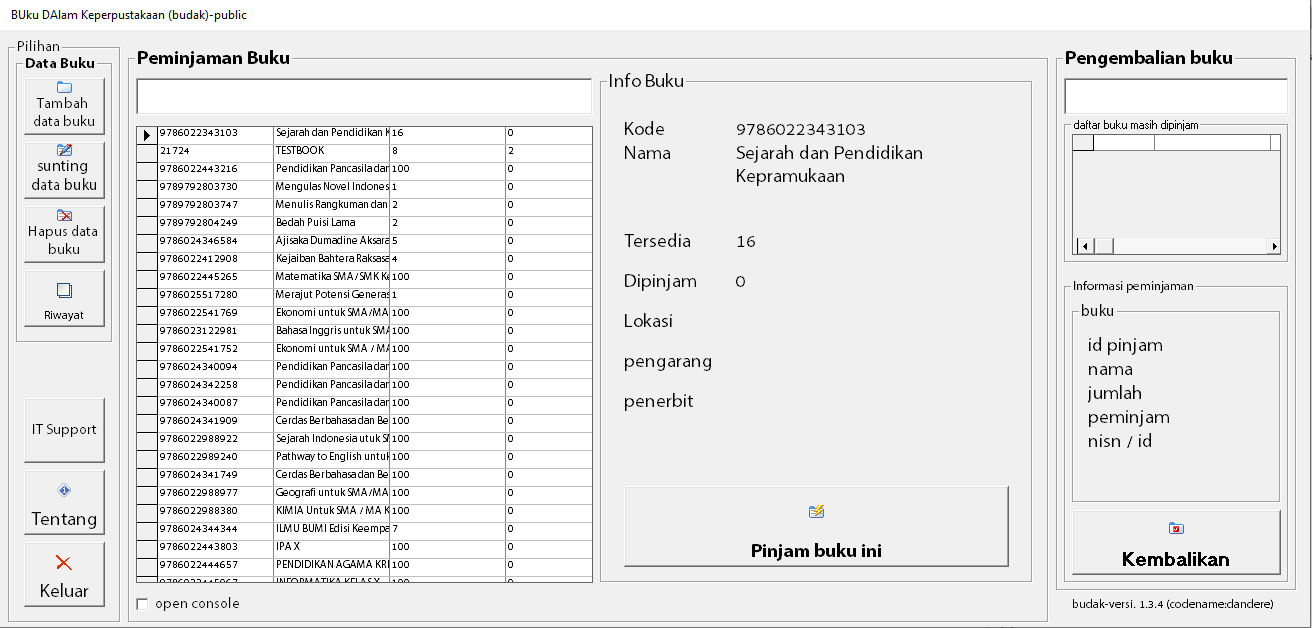 BUku DAlam Keperpustakaan (budak)-public
Pilihan
Data Buku
Tambah
data buku
sunting
data buku
Hapus data
buku
Riwayat
IT Support
Tentang
Keluar
Peminjaman Buku
9786022343103 Sejarah dan Pendidikan K 16 0
21724 TESTBOOK 8 2
9786022443216 Pendidikan Pancasila dar 100 0
9789792803730 Mengulas Novel Indones 1 0
9789792803747 Menulis Rangkuman dan 2 0
9789792804249 Bedah Puisi Lama 2 0
9786024346584 Ajisaka Dumadine Aksara 5 0
9786022412908 Kejaiban Bahtera Raksasa 4 0
9786022445265 Matematika SMA/SMK Ke 100 0
9786025517280 Merajut Potensi Generas 1 0
9786022541769 Ekonomi untuk SMA/MA 100 0
9786023122981 Bahasa Inggris untuk SMA 100 0
9786022541752 Ekonomi untuk SMA / MA 100 0
9786024340094 Pendidikan Pancasila dar 100 0
9786024342258 Pendidikan Pancasila dar 100 0
9786024340087 Pendidikan Pancasila dar 100 0
9786024341909 Cerdas Berbahasa dan Be 100 0
9786022988922 Sejarah Indonesia utuk SM 100 0
9786022989240 Pathway to English untuk 100 0
9786024341749 Cerdas Berbahasa dan Be 100 0
9786022988977 Geografi untuk SMA/MA 100 0
9786022988380 KIMIA Untuk SMA / MA K 100 0
9786024344344 ILMU BUMI Edisi Keempa 7 0
9786022443803 IPA X 100 0
9786022444657 PENDIDIKAN AGAMA KRI 100 0
INFORMATIKA KELAS X 100 0
open console
Info Buku
Kode 9786022343103
Nama Sejarah dan Pendidikan
Kepramukaan
Tersedia 16
Dipinjam 0
Lokasi
pengarang
penerbit
Pinjam buku ini
Pengembalian buku
daftar buku masih dipinjam
Informasi peminjaman
buku
id pinjam
nama
jumlah
peminjam
nisn / id
Kembalikan
budak-versi. 1.3.4 (codename:dandere)